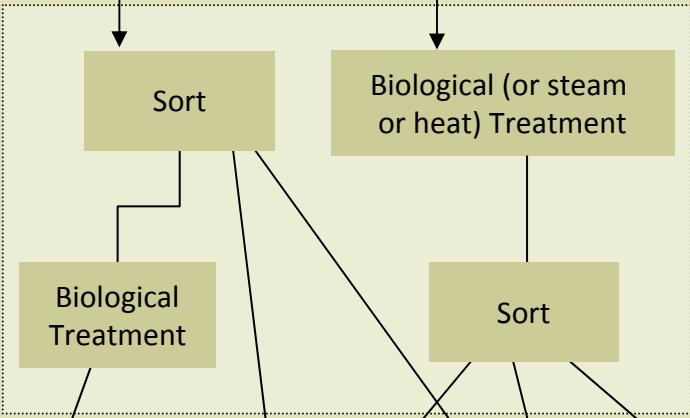 Sort
Biological (or steam
or heat) Treatment
Biological
Treatment
Sort